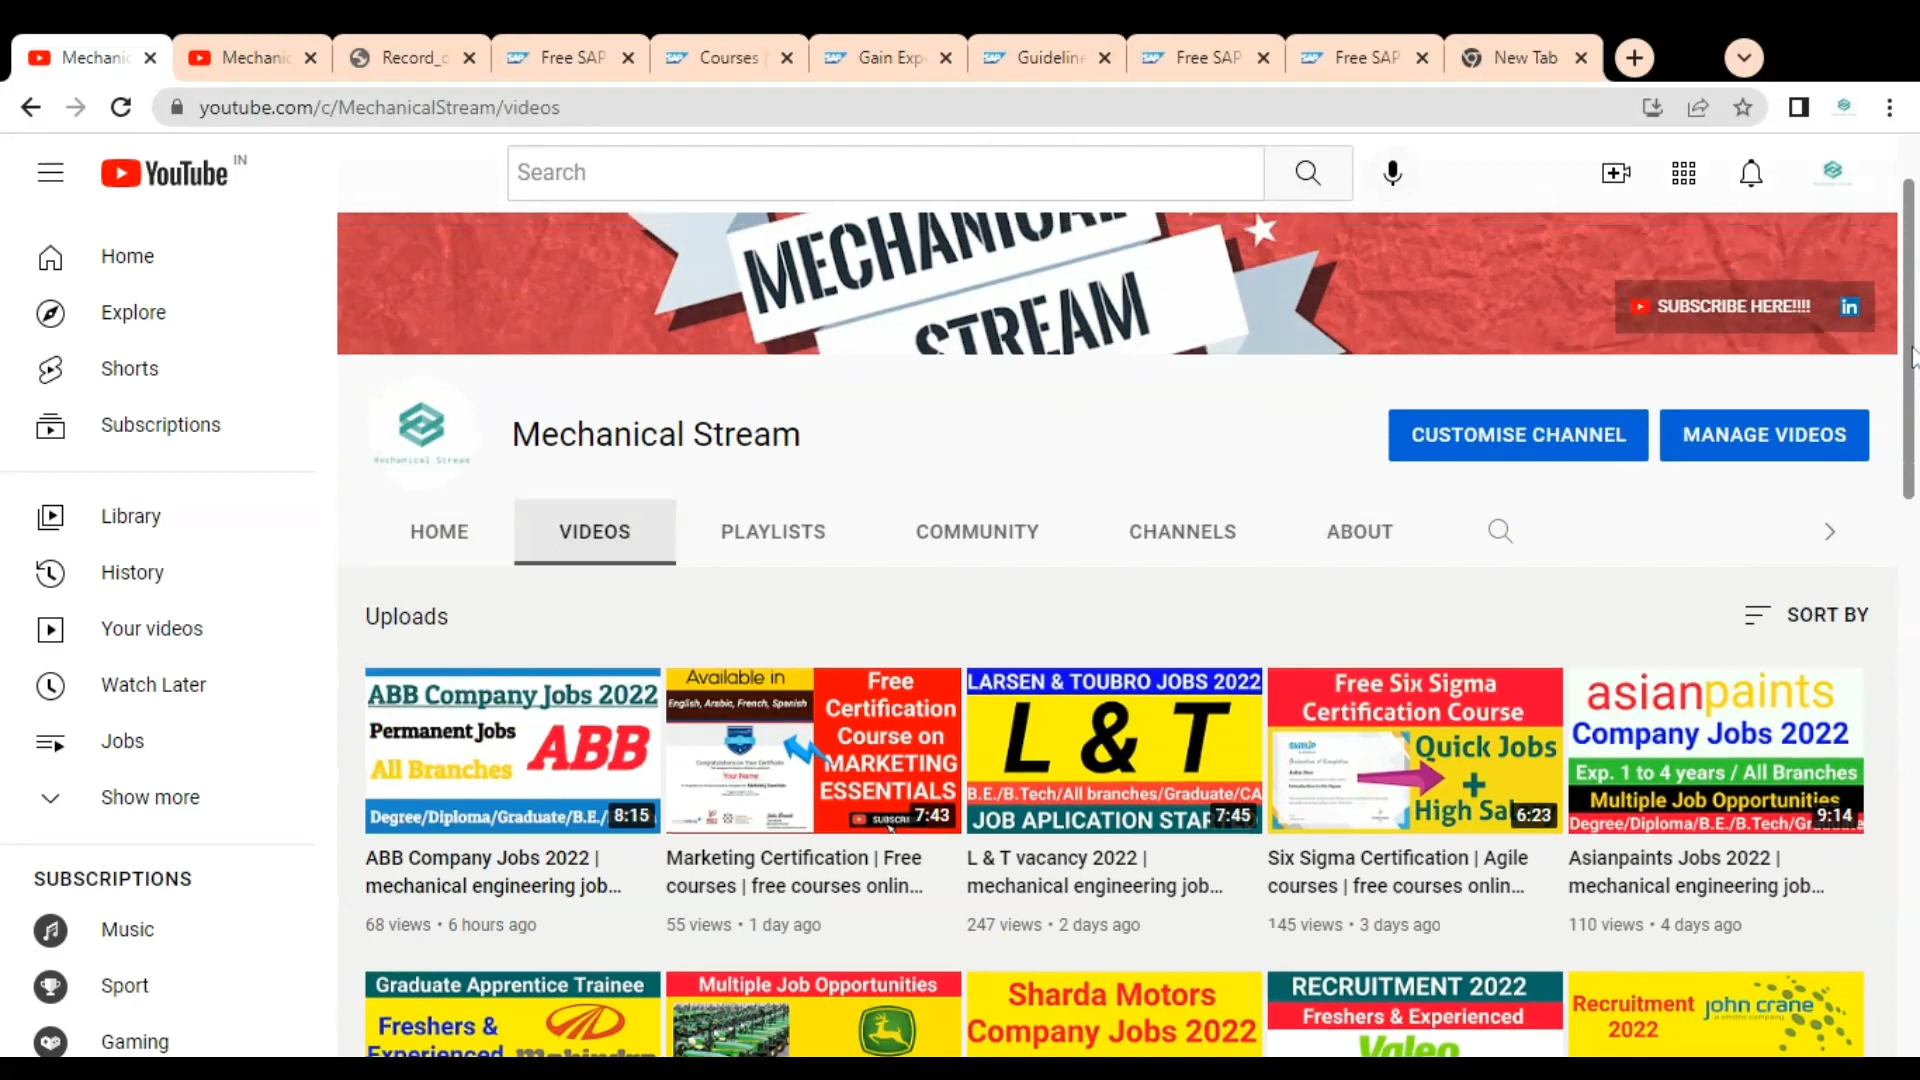 Mechanic
Mechanic
Record_c
Free SAP
Courses
Gain Exp
Guideline
Free SAP
Free SAP
New Tab
youtube.com/c/MechanicalStream/videos
YouTube IN
Search
MECHANICAL
STREAM
SUBSCRIBE HERE!!!!
in
Mechanical Stream
Mechanical Stream
CUSTOMISE CHANNEL
MANAGE VIDEOS
HOME
VIDEOS
PLAYLISTS
COMMUNITY
CHANNELS
ABOUT
Home
Explore
Shorts
Subscriptions
Library
History
Your videos
Watch Later
Jobs
Show more
SUBSCRIPTIONS
Music
Sport
Gaming
Uploads
SORT BY
ABB Company Jobs 2022
Permanent Jobs
ABB
All Branches
Degree/Diploma/Graduate/B.E./
8:15
ABB Company Jobs 2022 |
mechanical engineering job...
68 views • 6 hours ago
Available in
English, Arabic, French, Spanish
Your Name
Free
Certification
Course on
MARKETING
ESSENTIALS
SUBSCRI
7:43
Marketing Certification | Free
courses | free courses onlin...
55 views • 1 day ago
LARSEN & TOUBRO JOBS 2022
L & T
B.E./B.Tech/All branches/Graduate/CA
JOB APLICATION STAR
7:45
L & T vacancy 2022 |
mechanical engineering job...
247 views • 2 days ago
Free Six Sigma
Certification Course
Quick Jobs
+
High Sa
6:23
Six Sigma Certification | Agile
courses | free courses onlin...
145 views • 3 days ago
asianpaints
Company Jobs 2022
Exp. 1 to 4 years / All Branches
Multiple Job Opportunities
Degree/Diploma/B.E./B.Tech/Gr
9:14
Asianpaints Jobs 2022 |
mechanical engineering job...
110 views • 4 days ago
Graduate Apprentice Trainee
Freshers &
Experienced
Mahindra
Multiple Job Opportunities
Sharda Motors
Company Jobs 2022
RECRUITMENT 2022
Freshers & Experienced
Valeo
Recruitment
2022
john crane